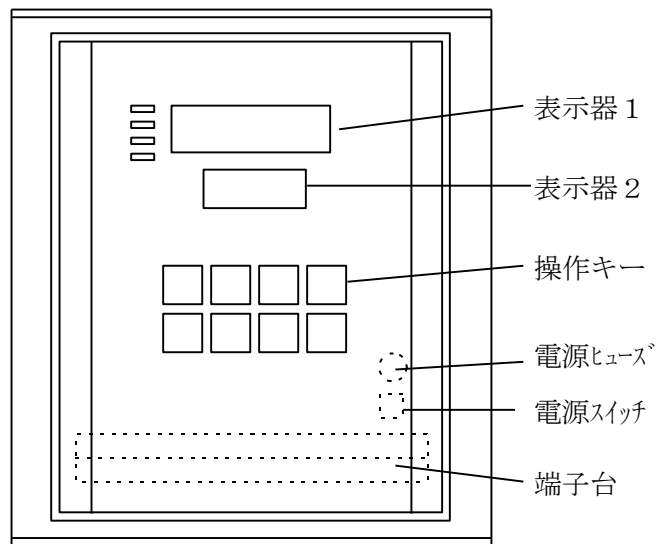 表示器１
表示器２
操作キー
電源ﾋｭｰｽﾞ
電源ｽｲｯﾁ
端子台